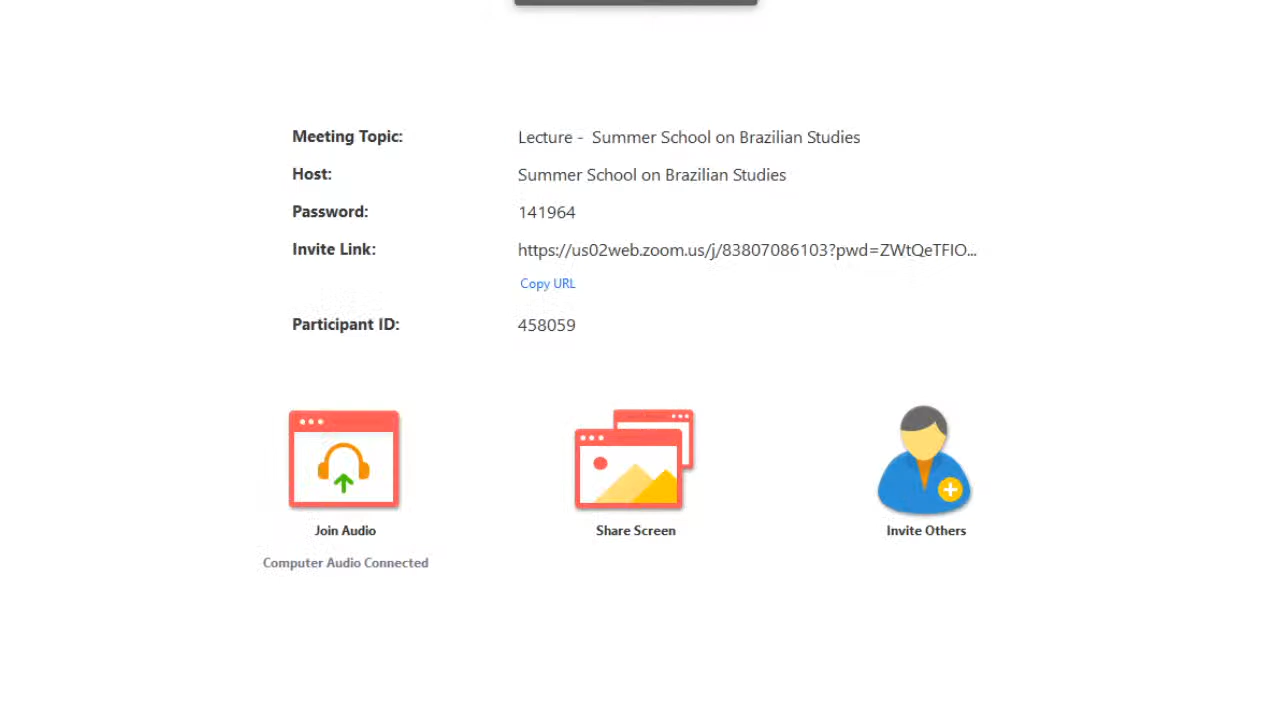 Meeting Topic: Lecture - Summer School on Brazilian Studies
Host: Summer School on Brazilian Studies
Password: 141964
Invite Link: https://us02web.zoom.us/j/83807086103?pwd=ZWtQeTFIO...
Copy URL
Participant ID: 458059
Join Audio Share Screen Invite Others
Computer Audio Connected